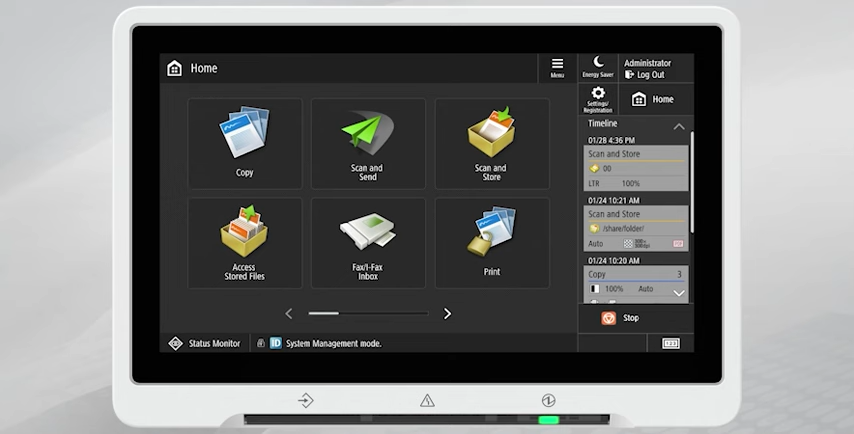 Home
Menu
Energy Saver
Administrator
Log Out
Settings/
Registration
Home
Copy
Scan and
Send
Scan and
Store
Access
Stored Files
Fax/I-Fax
Inbox
Print
Timeline
01/28 4:36 PM
Scan and Store
00
LTR 100%
01/24 10:21 AM
Scan and Store
/share/folder/
Auto
01/24 10:20 AM
Copy 3
100% Auto
Stop
Status Monitor
ID System Management mode.
123